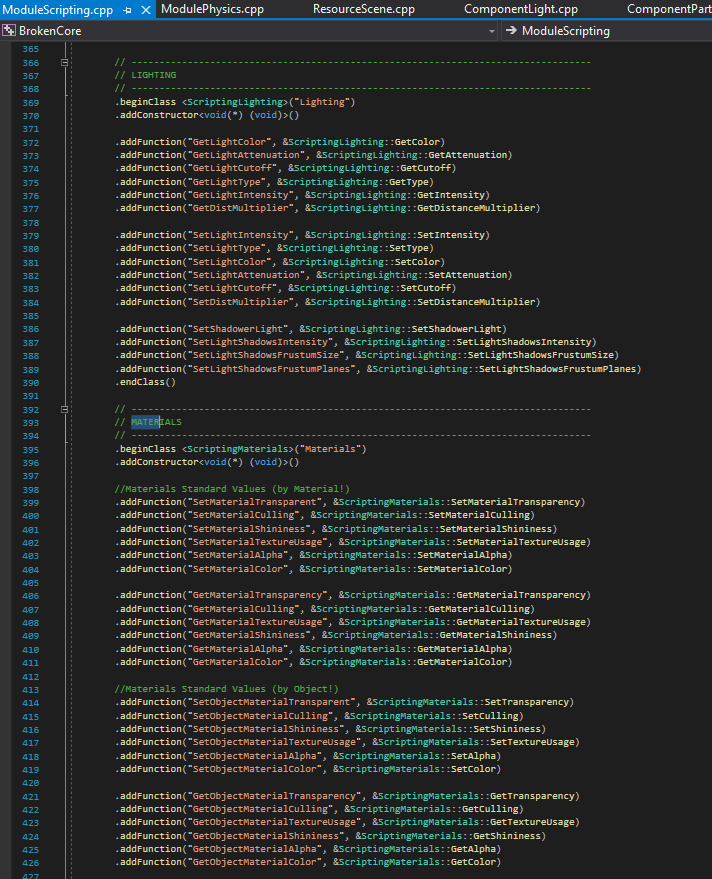 ModuleScripting.cpp ModulePhysics.cpp ResourceScene.cpp ComponentLight.cpp ComponentPart
BrokenCore ModuleScripting
365
366 // --------------------------------------------------------------------------------
367 // LIGHTING
368 // --------------------------------------------------------------------------------
369 .beginClass <ScriptingLighting>("Lighting")
370 .addConstructor<void(*) (void)>()
371
372 .addFunction("GetLightColor", &ScriptingLighting::GetColor)
373 .addFunction("GetLightAttenuation", &ScriptingLighting::GetAttenuation)
374 .addFunction("GetLightCutoff", &ScriptingLighting::GetCutoff)
375 .addFunction("GetLightType", &ScriptingLighting::GetType)
376 .addFunction("GetLightIntensity", &ScriptingLighting::GetIntensity)
377 .addFunction("GetDistMultiplier", &ScriptingLighting::GetDistanceMultiplier)
378
379 .addFunction("SetLightIntensity", &ScriptingLighting::SetIntensity)
380 .addFunction("SetLightType", &ScriptingLighting::SetType)
381 .addFunction("SetLightColor", &ScriptingLighting::SetColor)
382 .addFunction("SetLightAttenuation", &ScriptingLighting::SetAttenuation)
383 .addFunction("SetLightCutoff", &ScriptingLighting::SetCutoff)
384 .addFunction("SetDistMultiplier", &ScriptingLighting::SetDistanceMultiplier)
385
386 .addFunction("SetShadowerLight", &ScriptingLighting::SetShadowerLight)
387 .addFunction("SetLightShadowsIntensity", &ScriptingLighting::SetLightShadowsIntensity)
388 .addFunction("SetLightShadowsFrustumSize", &ScriptingLighting::SetLightShadowsFrustumSize)
389 .addFunction("SetLightShadowsFrustumPlanes", &ScriptingLighting::SetLightShadowsFrustumPlanes)
390 .endClass()
391
392 // --------------------------------------------------------------------------------
393 // MATERIALS
394 // --------------------------------------------------------------------------------
395 .beginClass <ScriptingMaterials>("Materials")
396 .addConstructor<void(*) (void)>()
397
398 //Materials Standard Values (by Material!)
399 .addFunction("SetMaterialTransparent", &ScriptingMaterials::SetMaterialTransparency)
400 .addFunction("SetMaterialCulling", &ScriptingMaterials::SetMaterialCulling)
401 .addFunction("SetMaterialShininess", &ScriptingMaterials::SetMaterialShininess)
402 .addFunction("SetMaterialTextureUsage", &ScriptingMaterials::SetMaterialTextureUsage)
403 .addFunction("SetMaterialAlpha", &ScriptingMaterials::SetMaterialAlpha)
404 .addFunction("SetMaterialColor", &ScriptingMaterials::SetMaterialColor)
405
406 .addFunction("GetMaterialTransparency", &ScriptingMaterials::GetMaterialTransparency)
407 .addFunction("GetMaterialCulling", &ScriptingMaterials::GetMaterialCulling)
408 .addFunction("GetMaterialTextureUsage", &ScriptingMaterials::GetMaterialTextureUsage)
409 .addFunction("GetMaterialShininess", &ScriptingMaterials::GetMaterialShininess)
410 .addFunction("GetMaterialAlpha", &ScriptingMaterials::GetMaterialAlpha)
411 .addFunction("GetMaterialColor", &ScriptingMaterials::GetMaterialColor)
412
413 //Materials Standard Values (by Object!)
414 .addFunction("SetObjectMaterialTransparent", &ScriptingMaterials::SetTransparency)
415 .addFunction("SetObjectMaterialCulling", &ScriptingMaterials::SetCulling)
416 .addFunction("SetObjectMaterialShininess", &ScriptingMaterials::SetShininess)
417 .addFunction("SetObjectMaterialTextureUsage", &ScriptingMaterials::SetTextureUsage)
418 .addFunction("SetObjectMaterialAlpha", &ScriptingMaterials::SetAlpha)
419 .addFunction("SetObjectMaterialColor", &ScriptingMaterials::SetColor)
420
421 .addFunction("GetObjectMaterialTransparency", &ScriptingMaterials::GetTransparency)
422 .addFunction("GetObjectMaterialCulling", &ScriptingMaterials::GetCulling)
423 .addFunction("GetObjectMaterialTextureUsage", &ScriptingMaterials::GetTextureUsage)
424 .addFunction("GetObjectMaterialShininess", &ScriptingMaterials::GetShininess)
425 .addFunction("GetObjectMaterialAlpha", &ScriptingMaterials::GetAlpha)
426 .addFunction("GetObjectMaterialColor", &ScriptingMaterials::GetColor)
427